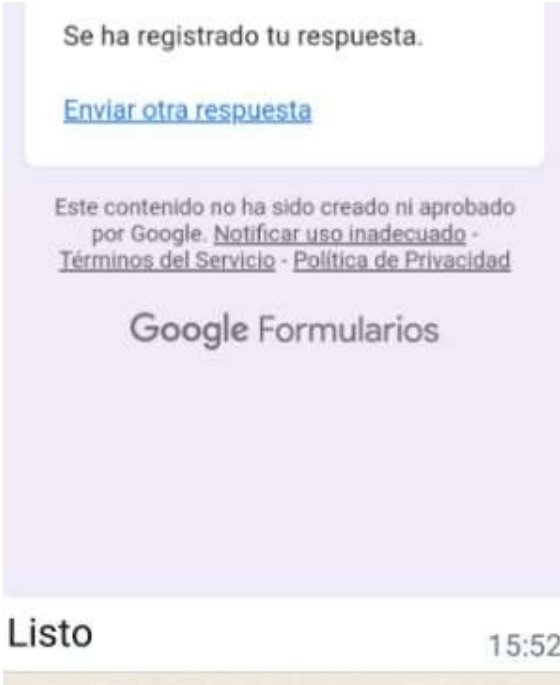 Se ha registrado tu respuesta.
Enviar otra respuesta
Este contenido no ha sido creado ni aprobado
por Google. Notificar uso inadecuado -
Términos del Servicio - Política de Privacidad
Google Formularios
Listo
15:52